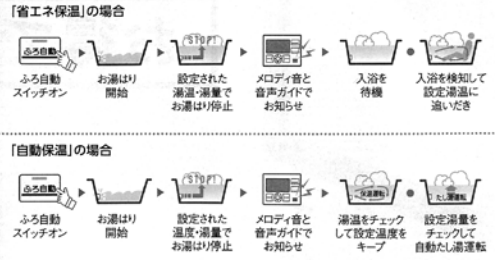 「省エネ保温」の場合
ふろ自動
STOP!
ふろ自動
スイッチオン
お湯はり
開始
設定された
湯温・湯量で
お湯はり停止
メロディ音と
音声ガイドで
お知らせ
入浴を
待機
入浴を検知して
設定湯温に
追いだき
「自動保温」の場合
ふろ自動
STOP!
保温運転
たし湯運転
ふろ自動
スイッチオン
お湯はり
開始
設定された
温度・湯量で
お湯はり停止
メロディ音と
音声ガイドで
お知らせ
湯温をチェック
して設定温度を
キープ
設定湯量を
チェックして
自動たし湯運転